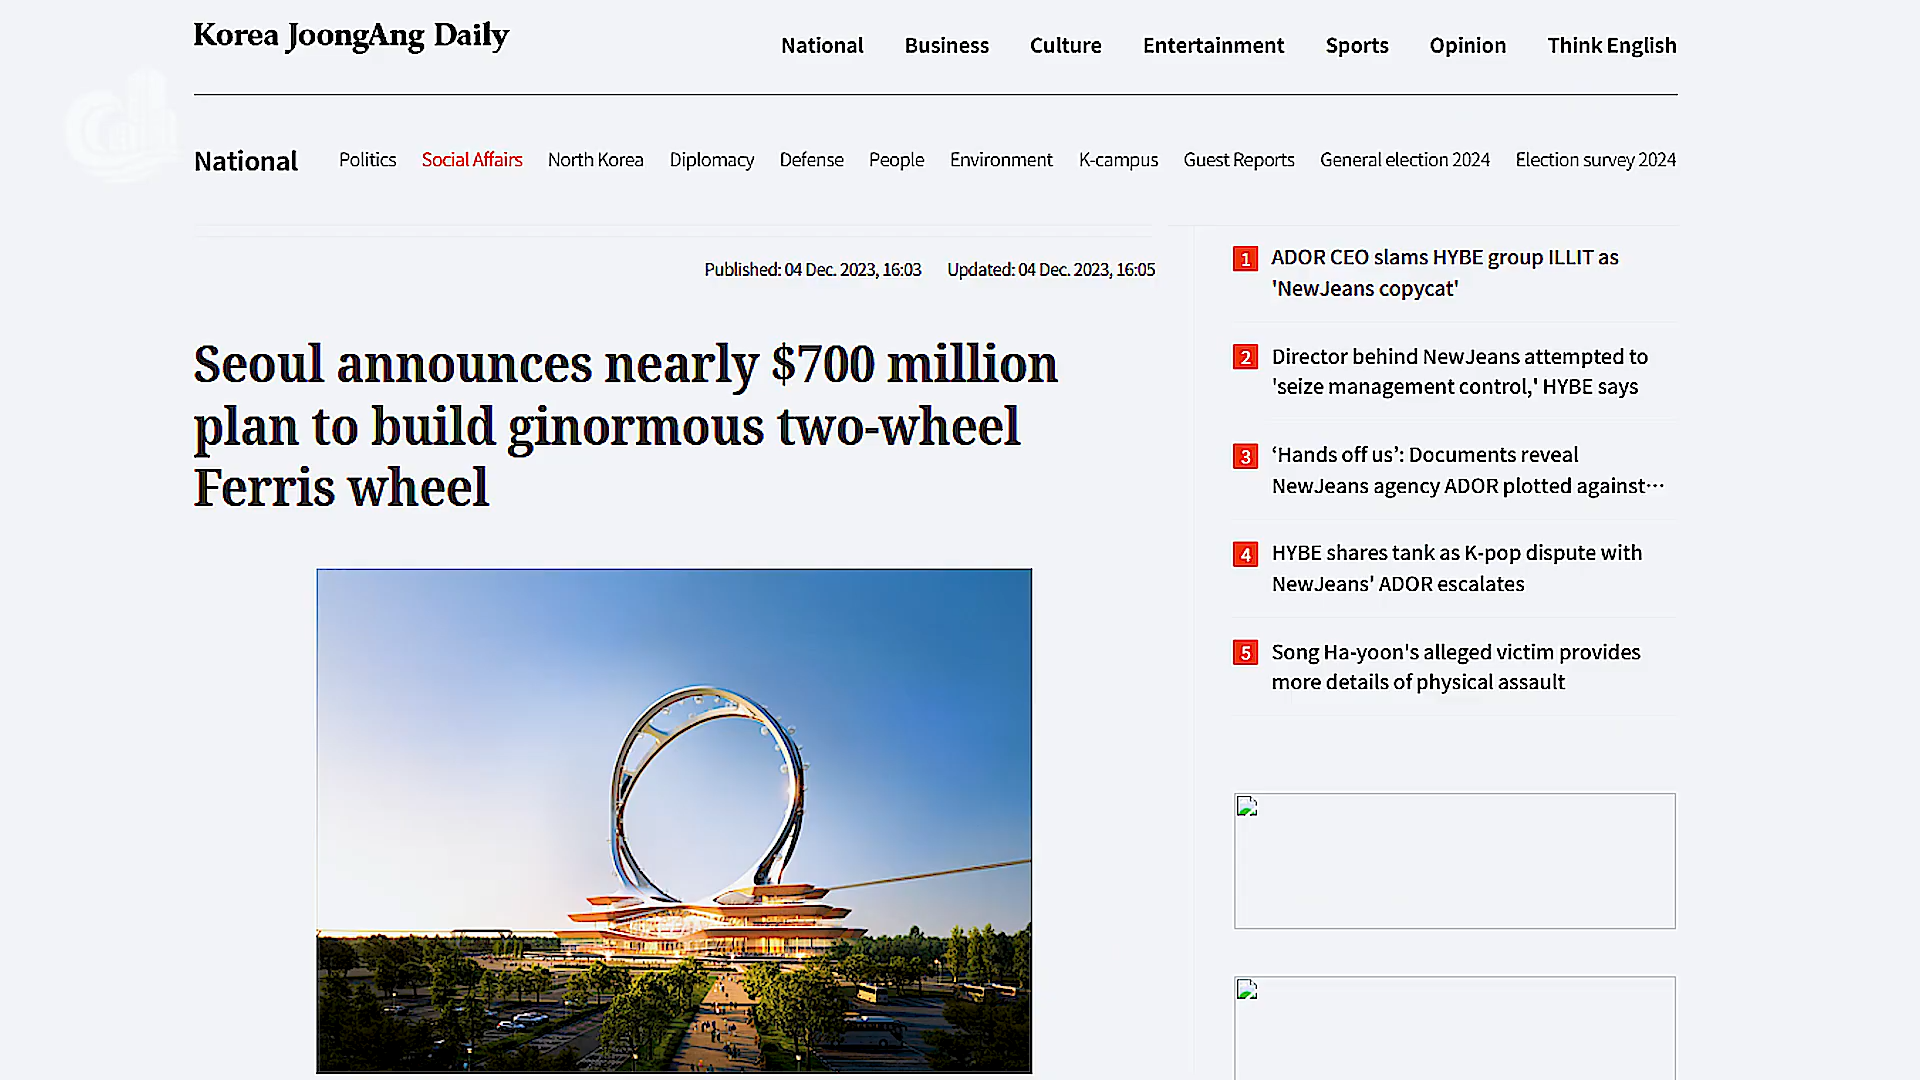 Korea JoongAng Daily
National Business Culture Entertainment Sports Opinion Think English
National Politics Social Affairs North Korea Diplomacy Defense People Environment K-campus Guest Reports General election 2024 Election survey 2024
Published: 04 Dec. 2023, 16:03 Updated: 04 Dec. 2023, 16:05
Seoul announces nearly $700 million
plan to build ginormous two-wheel
Ferris wheel
1 ADOR CEO slams HYBE group ILLIT as
'NewJeans copycat'
2 Director behind NewJeans attempted to
'seize management control,' HYBE says
3 ‘Hands off us’: Documents reveal
NewJeans agency ADOR plotted against⋯
4 HYBE shares tank as K-pop dispute with
NewJeans' ADOR escalates
5 Song Ha-yoon's alleged victim provides
more details of physical assault